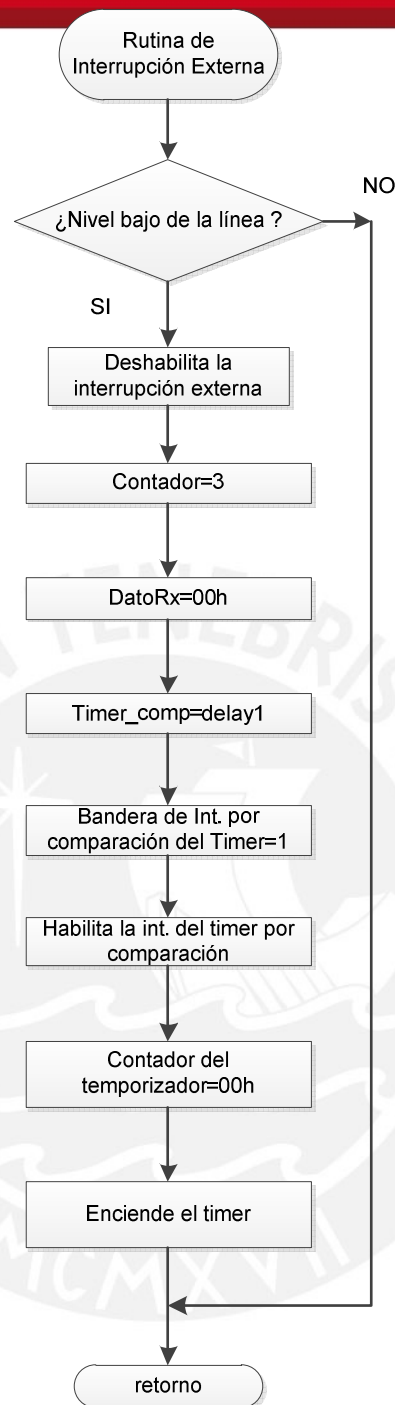 Rutina de
Interrupción Externa
¿Nivel bajo de la línea ?
NO
SI
Deshabilita la
interrupción externa
Contador=3
DatoRx=00h
Timer_comp=delay1
Bandera de Int. por
comparación del Timer=1
Habilita la int. del timer por
comparación
Contador del
temporizador=00h
Enciende el timer
retorno
TENEBRIS
MCMXVII